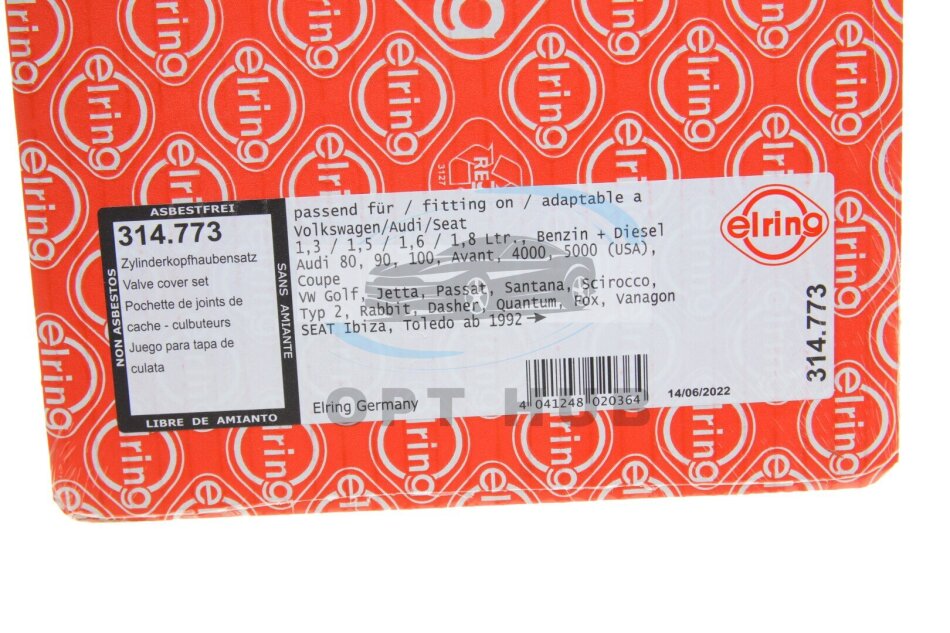 elring
ASBESTFREI
314.773
Zylinderkopfhaubensatz
Valve cover set
Pochette de joints de
cache - culbuteurs
Juego para tapa de
culata
NON ASBESTOS
SANS AMIANTE
LIBRE DE AMIANTO
passend für / fitting on / adaptable a
Volkswagen/Audi/Seat
1,3 / 1,5 / 1,6 / 1,8 Ltr., Benzin + Diesel
Audi 80, 90, 100, Avant, 4000, 5000 (USA),
Coupe
VW Golf, Jetta, Passat, Santana, Scirocco,
Typ 2, Rabbit, Dasher, Quantum, Fox, Vanagon
SEAT Ibiza, Toledo ab 1992 →
Elring Germany
4 041248 020364
14/06/2022
elring
314.773
OPT HUB
3127